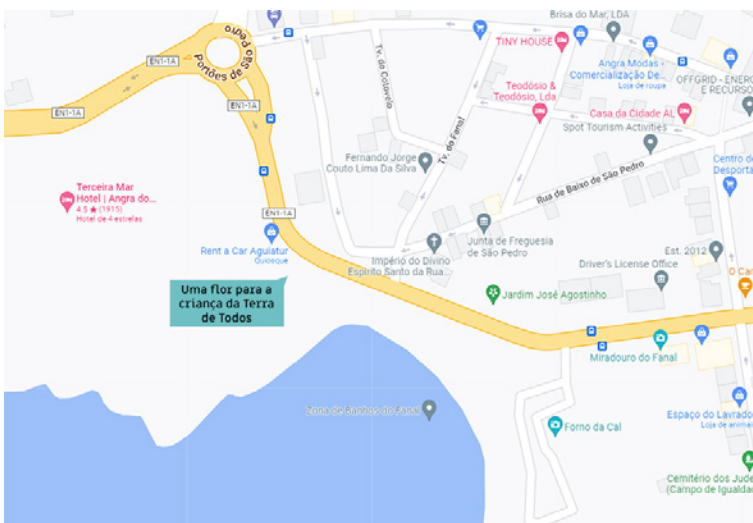 Brisa do Mar, LDA
TINY HOUSE
Angra Modas -
Comercialização De...
Loja de roupa
OFFGRID - ENERG
E RECURSO
Portões de São Pedro
EN1-1A
EN1-1A
EN1-1A
Tv. do Colaveio
Tv. do Fanal
Teodósio &
Teodósio, Lda
Casa da Cidade AL
Spot Tourism Activities
Fernando Jorge
Couto Lima Da Silva
Centro de
Desporta
Rua de Baixo de São Pedro
Terceira Mar
Hotel | Angra do...
4.5 ★ (1915)
Hotel de 4 estrelas
EN1-1A
Rent a Car Aguiatur
Quiosque
Império do Divino
Espírito Santo da Rua...
Junta de Freguesia
de São Pedro
Est. 2012
Driver's License Office
O Car
Uma flor para a
criança da Terra
de Todos
Jardim José Agostinho
Miradouro do Fanal
Zona de Banhos do Fanal
Forno da Cal
Espaço do Lavrado
Loja de anima
Cemitério dos Jude
(Campo de Igualdad